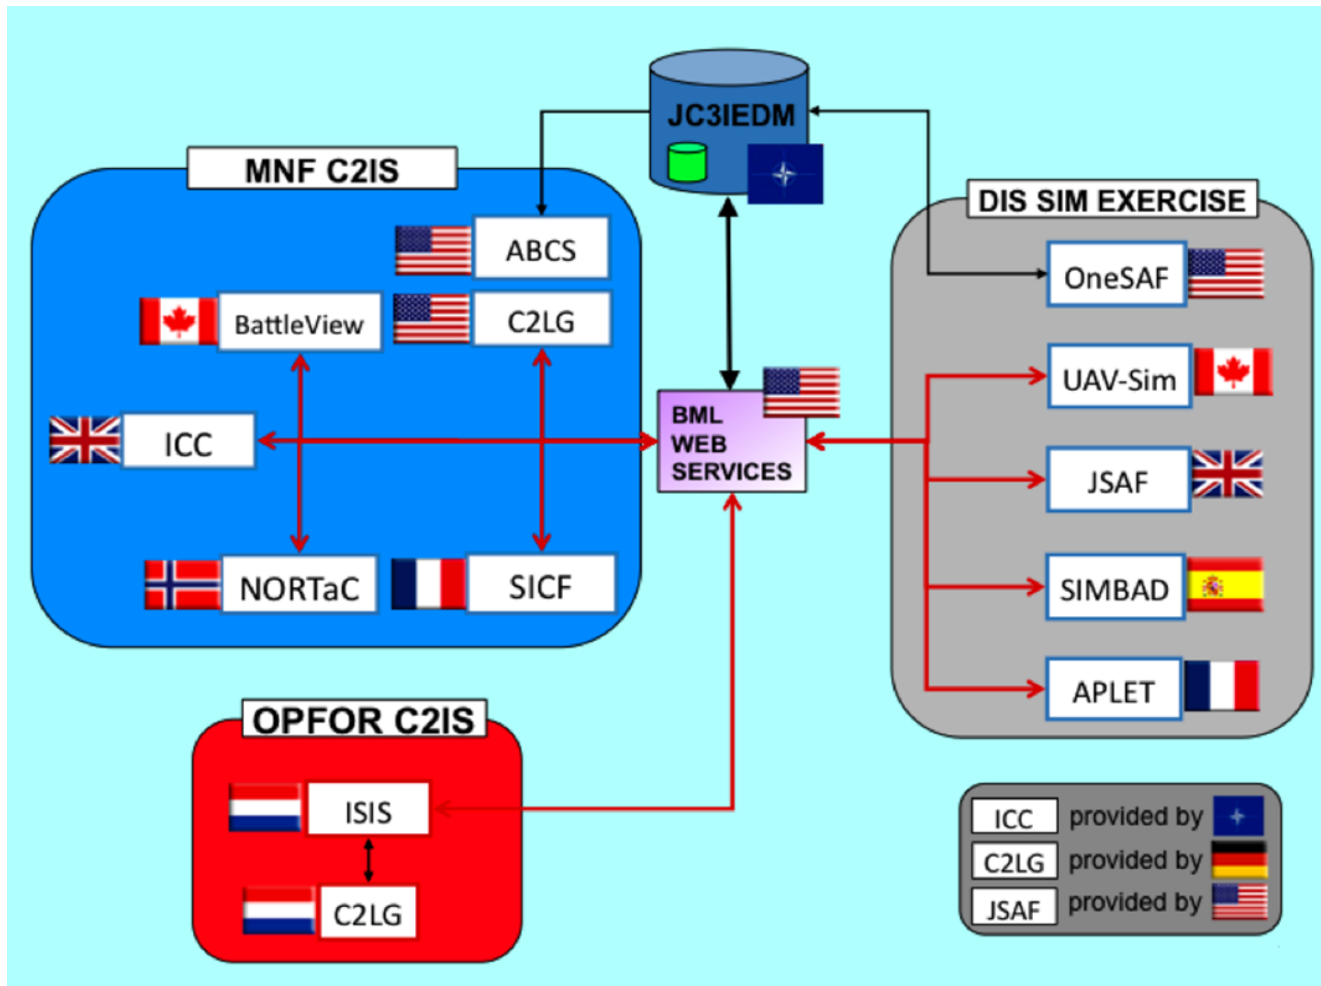 JC3IEDM
MNF C2IS
ABCS
BattleView
C2LG
ICC
NORTaC
SICF
BML
WEB
SERVICES
DIS SIM EXERCISE
OneSAF
UAV-Sim
JSAF
SIMBAD
APLET
OPFOR C2IS
ISIS
C2LG
ICC provided by
C2LG provided by
JSAF provided by